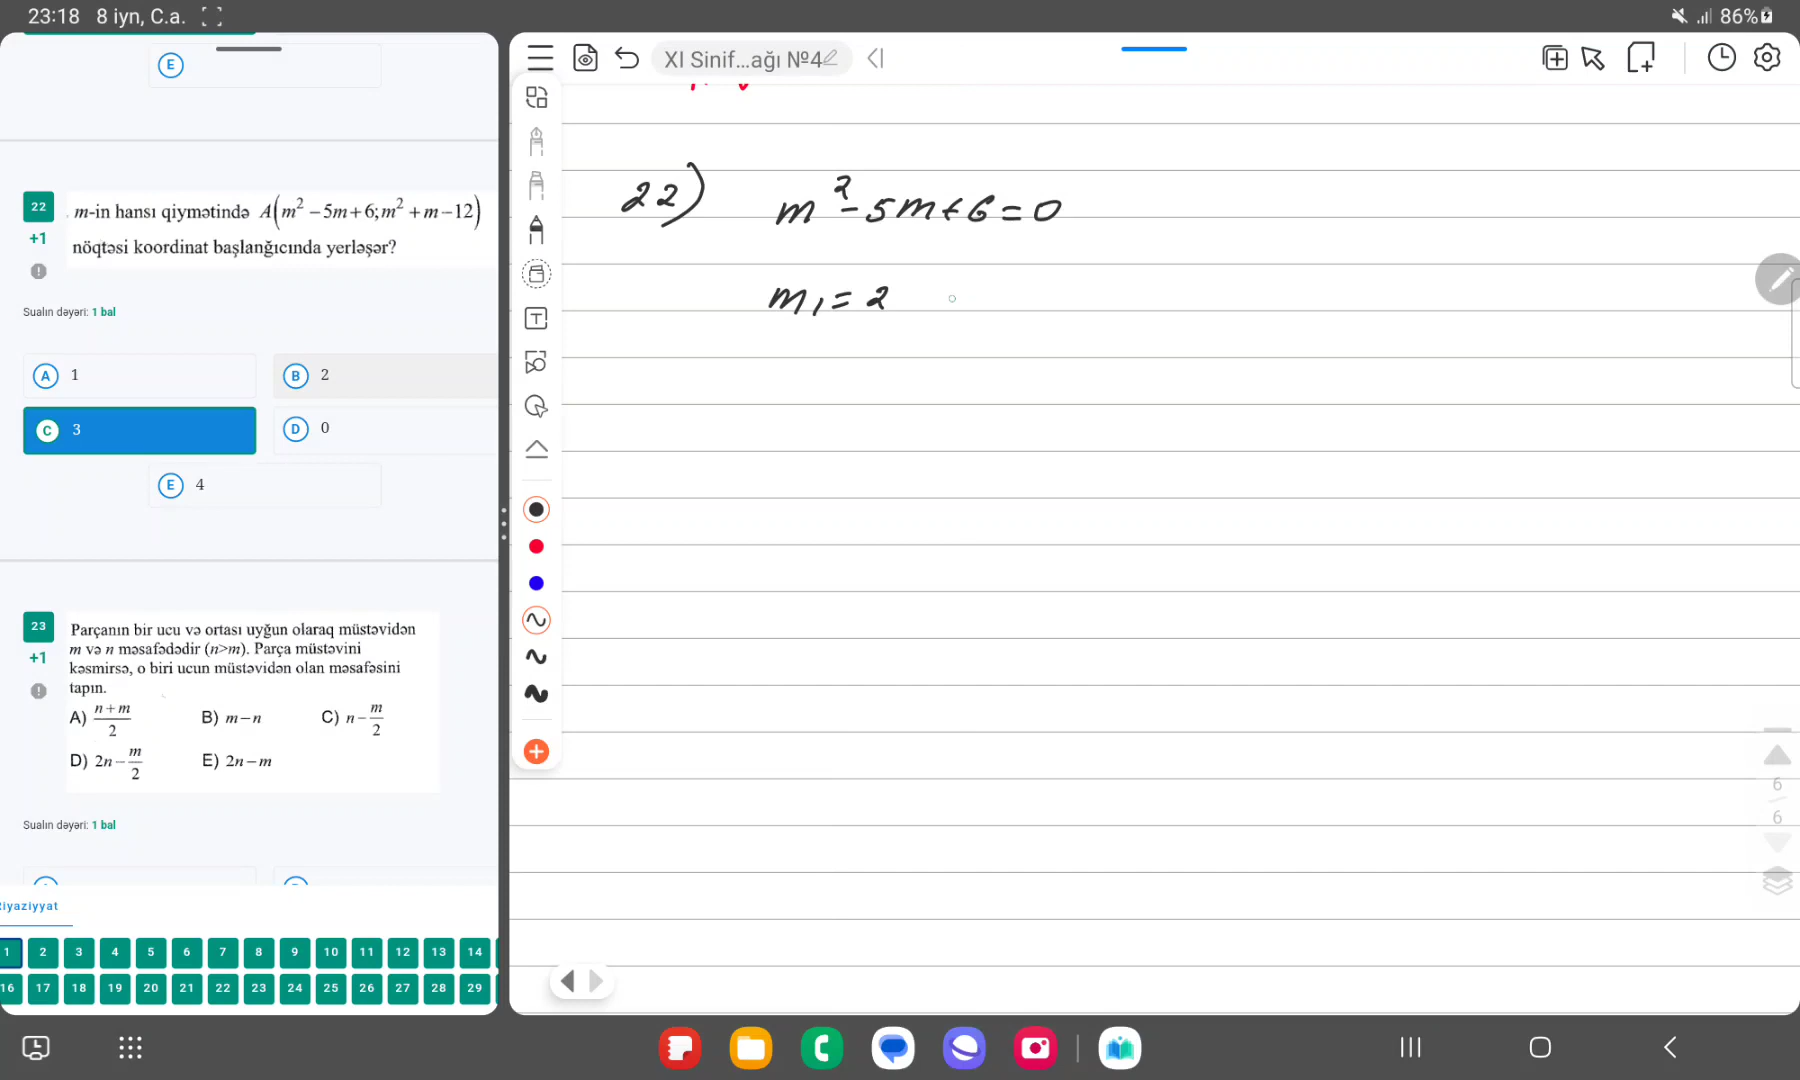 23:18 8 iyn, C.a.
86%
E
XI Sinif...ağı №4
22
+1
m-in hansı qiymətində A(m² − 5m + 6; m² + m − 12)
nöqtəsi koordinat başlanğıcında yerləşər?
Sualın dəyəri: 1 bal
A 1
B 2
C 3
D 0
E 4
23
+1
Parçanın bir ucu və ortası uyğun olaraq müstəvidən
m və n məsafədədir (n>m). Parça müstəvini
kəsmirsə, o biri ucun müstəvidən olan məsafəsini
tapın.
A) (n+m)/2 B) m−n C) n−m/2
D) 2n−m/2 E) 2n−m
Sualın dəyəri: 1 bal
iyaziyyat
1 2 3 4 5 6 7 8 9 10 11 12 13 14
16 17 18 19 20 21 22 23 24 25 26 27 28 29
22) m² − 5m + 6 = 0
m₁ = 2
T
6
6